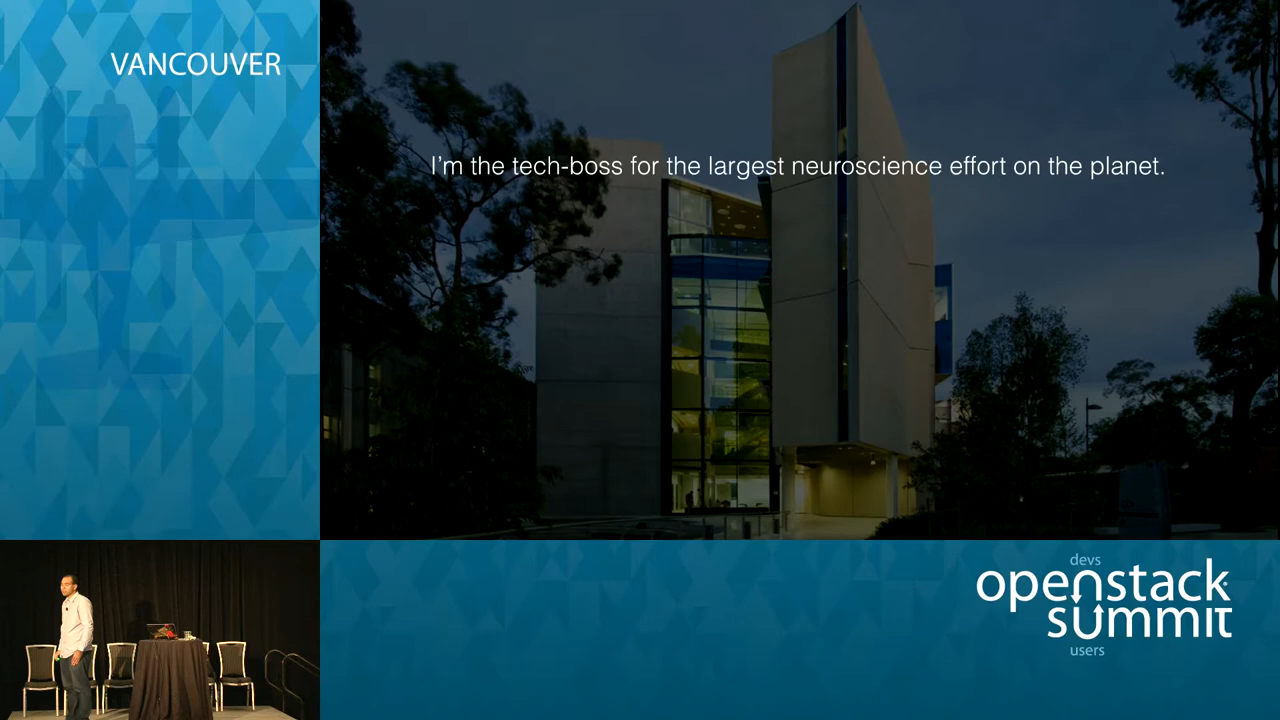 VANCOUVER
I'm the tech-boss for the largest neuroscience effort on the planet.
devs
openstack
summit
users